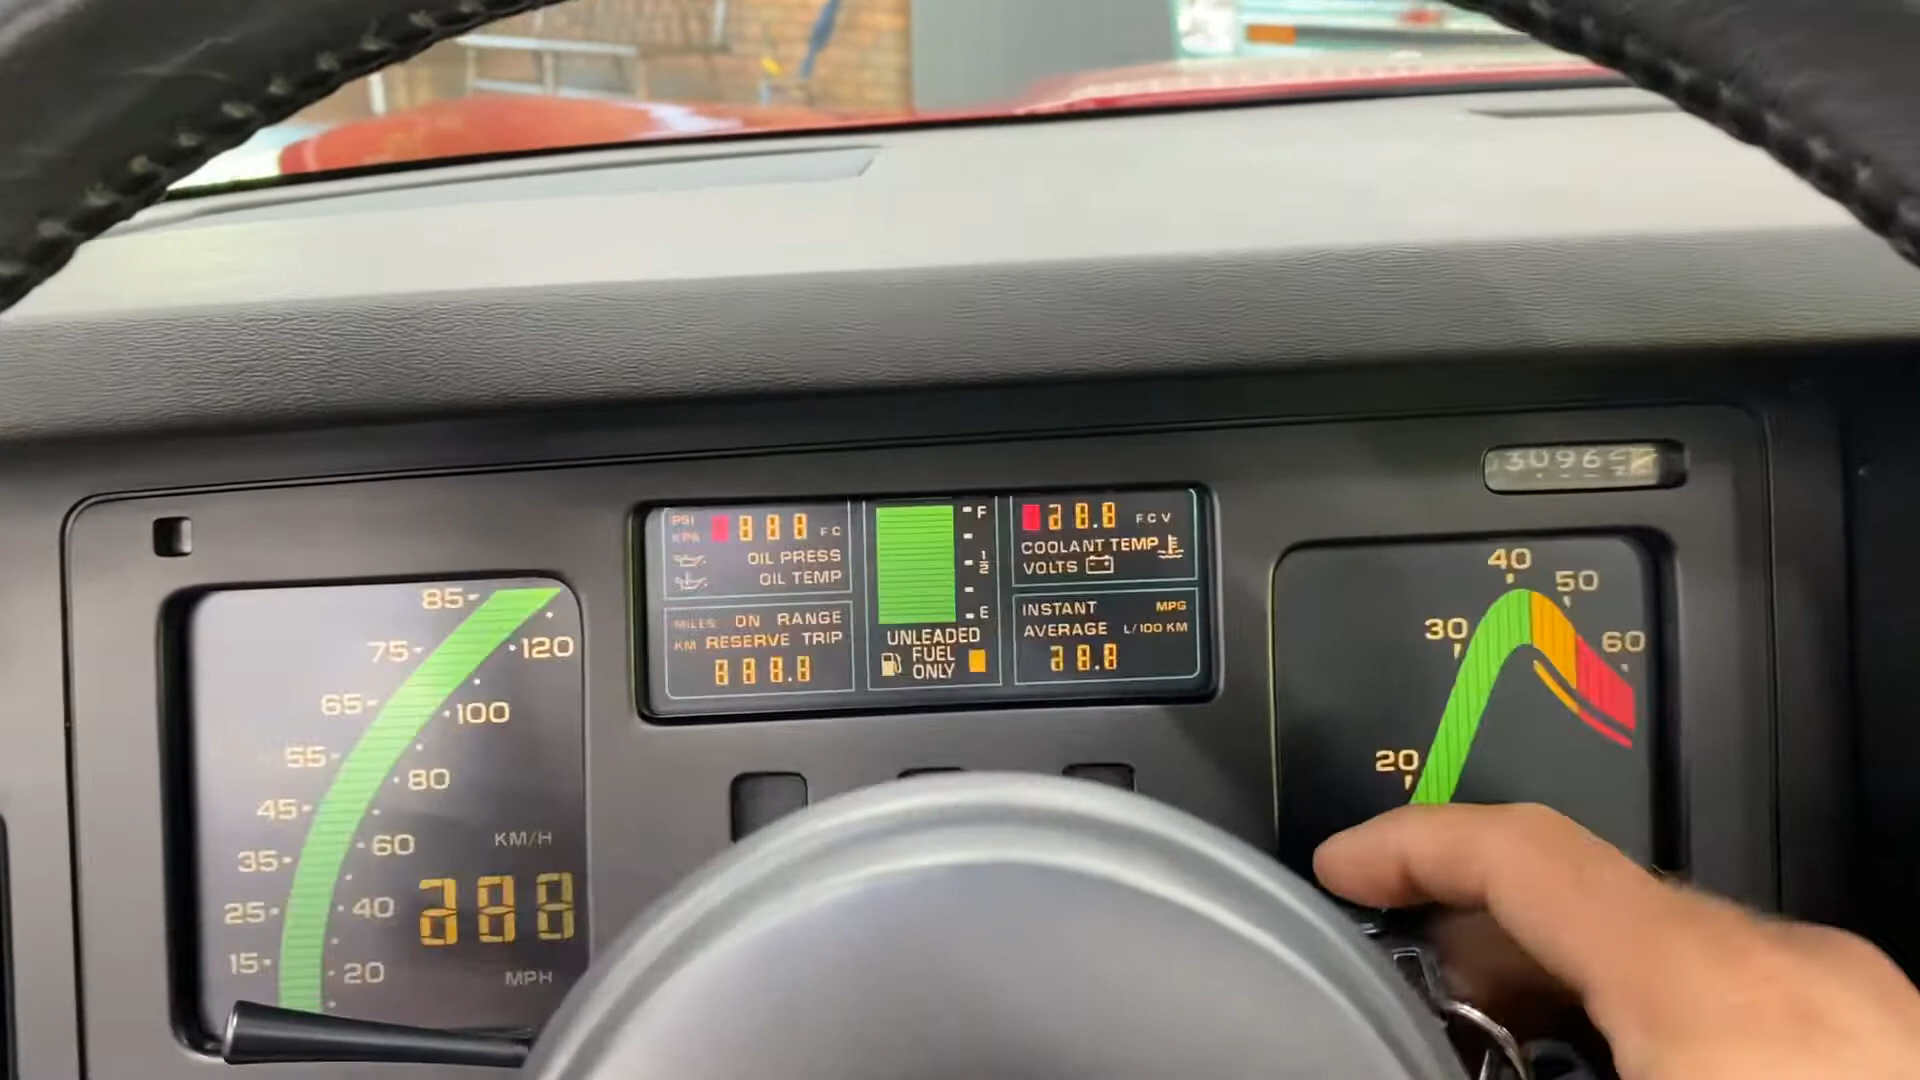 3096
PSI
KPA
888 F C
OIL PRESS
OIL TEMP
MILES ON RANGE
KM RESERVE TRIP
888.8
F
1/2
E
UNLEADED
FUEL
ONLY
28.8 F C V
COOLANT TEMP
VOLTS
INSTANT MPG
AVERAGE L/100 KM
28.8
85
75
65
55
45
35
25
15
120
100
80
60
40
20
KM/H
288
MPH
20
30
40
50
60